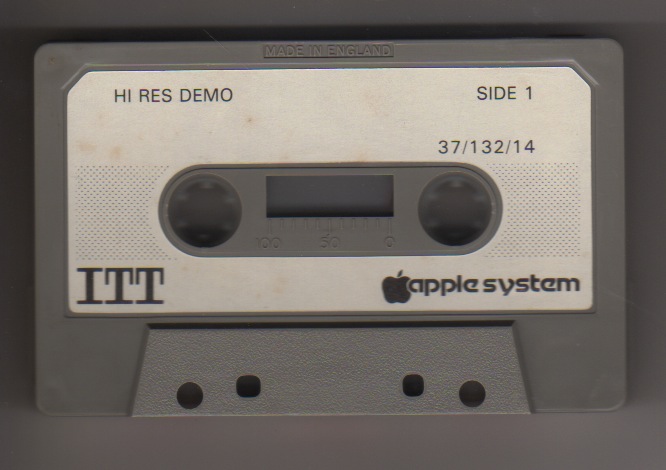 MADE IN ENGLAND
HI RES DEMO SIDE 1
37/132/14
100 50 0
ITT apple system